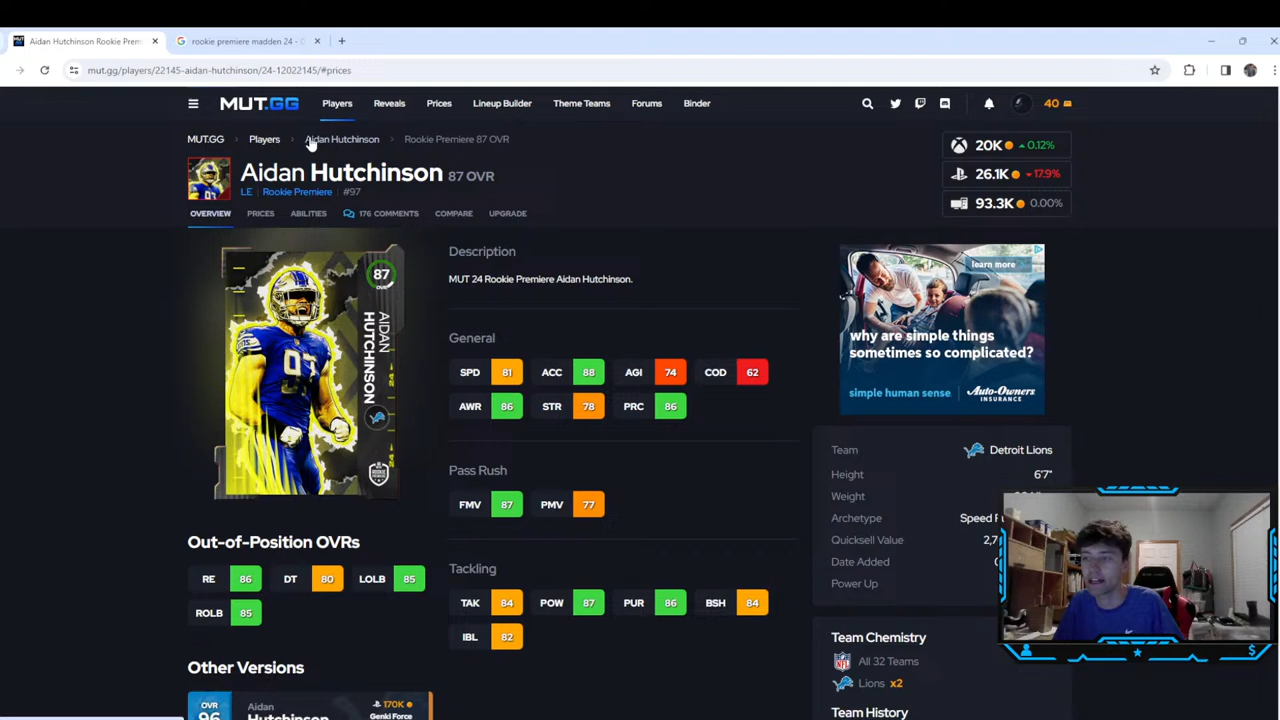 Aidan Hutchinson Rookie Prem
rookie premiere madden 24 -
mut.gg/players/22145-aidan-hutchinson/24-12022145/#prices
MUT.GG Players Reveals Prices Lineup Builder Theme Teams Forums Binder 40
MUT.GG Players Aidan Hutchinson Rookie Premiere 87 OVR
Aidan Hutchinson 87 OVR
LE Rookie Premiere #97
20K 0.12%
26.1K 17.9%
93.3K 0.00%
OVERVIEW PRICES ABILITIES 176 COMMENTS COMPARE UPGRADE
87
OVR
AIDAN
HUTCHINSON
97
Description
MUT 24 Rookie Premiere Aidan Hutchinson.
General
SPD 81 ACC 88 AGI 74 COD 62
AWR 86 STR 78 PRC 86
Pass Rush
FMV 87 PMV 77
Tackling
TAK 84 POW 87 PUR 86 BSH 84
IBL 82
Out-of-Position OVRs
RE 86 DT 80 LOLB 85
ROLB 85
Other Versions
OVR
96
Aidan
Hutchinson
170K
Genki Force
learn more
why are simple things
sometimes so complicated?
simple human sense
Auto-Owners
INSURANCE
Team Detroit Lions
Height 6'7"
Weight
Archetype Speed
Quicksell Value 2,7
Date Added
Power Up
Team Chemistry
NFL All 32 Teams
Lions x2
Team History